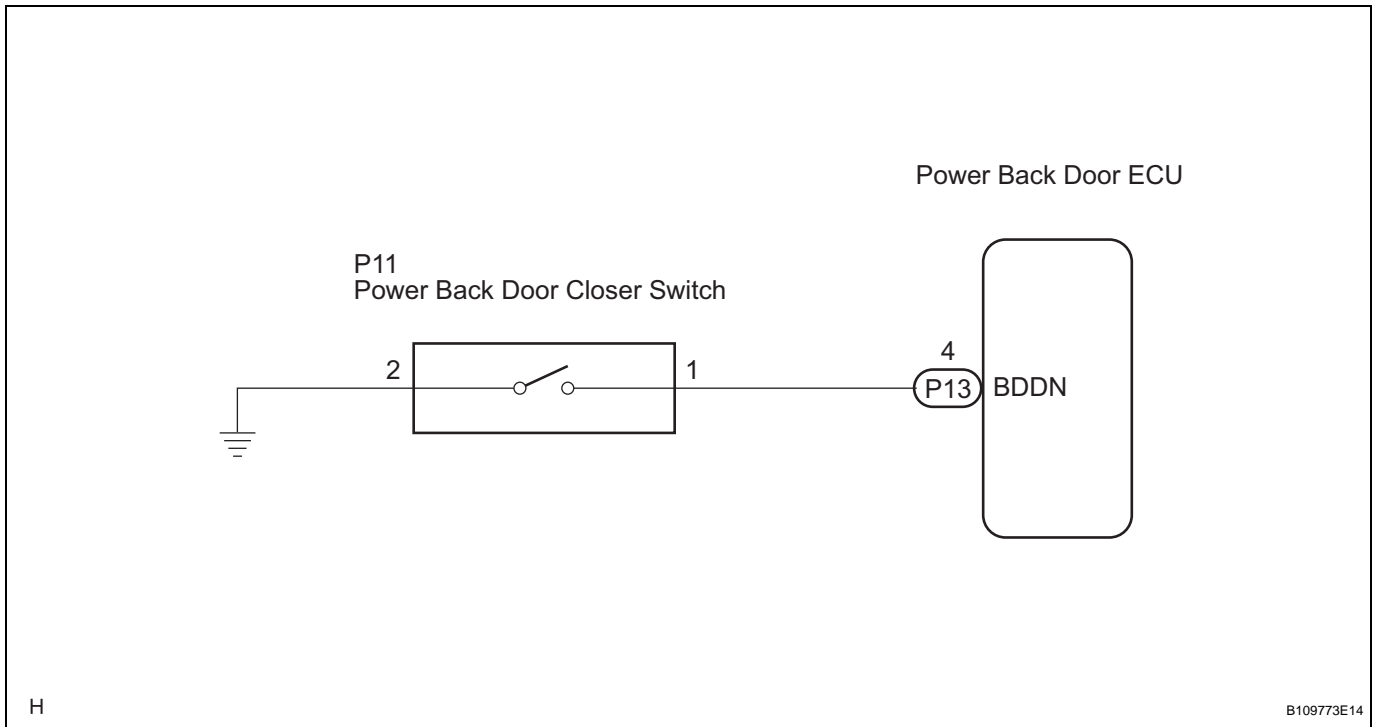 Power Back Door ECU
P11
Power Back Door Closer Switch
2
1
4
P13
BDDN
H
B109773E14